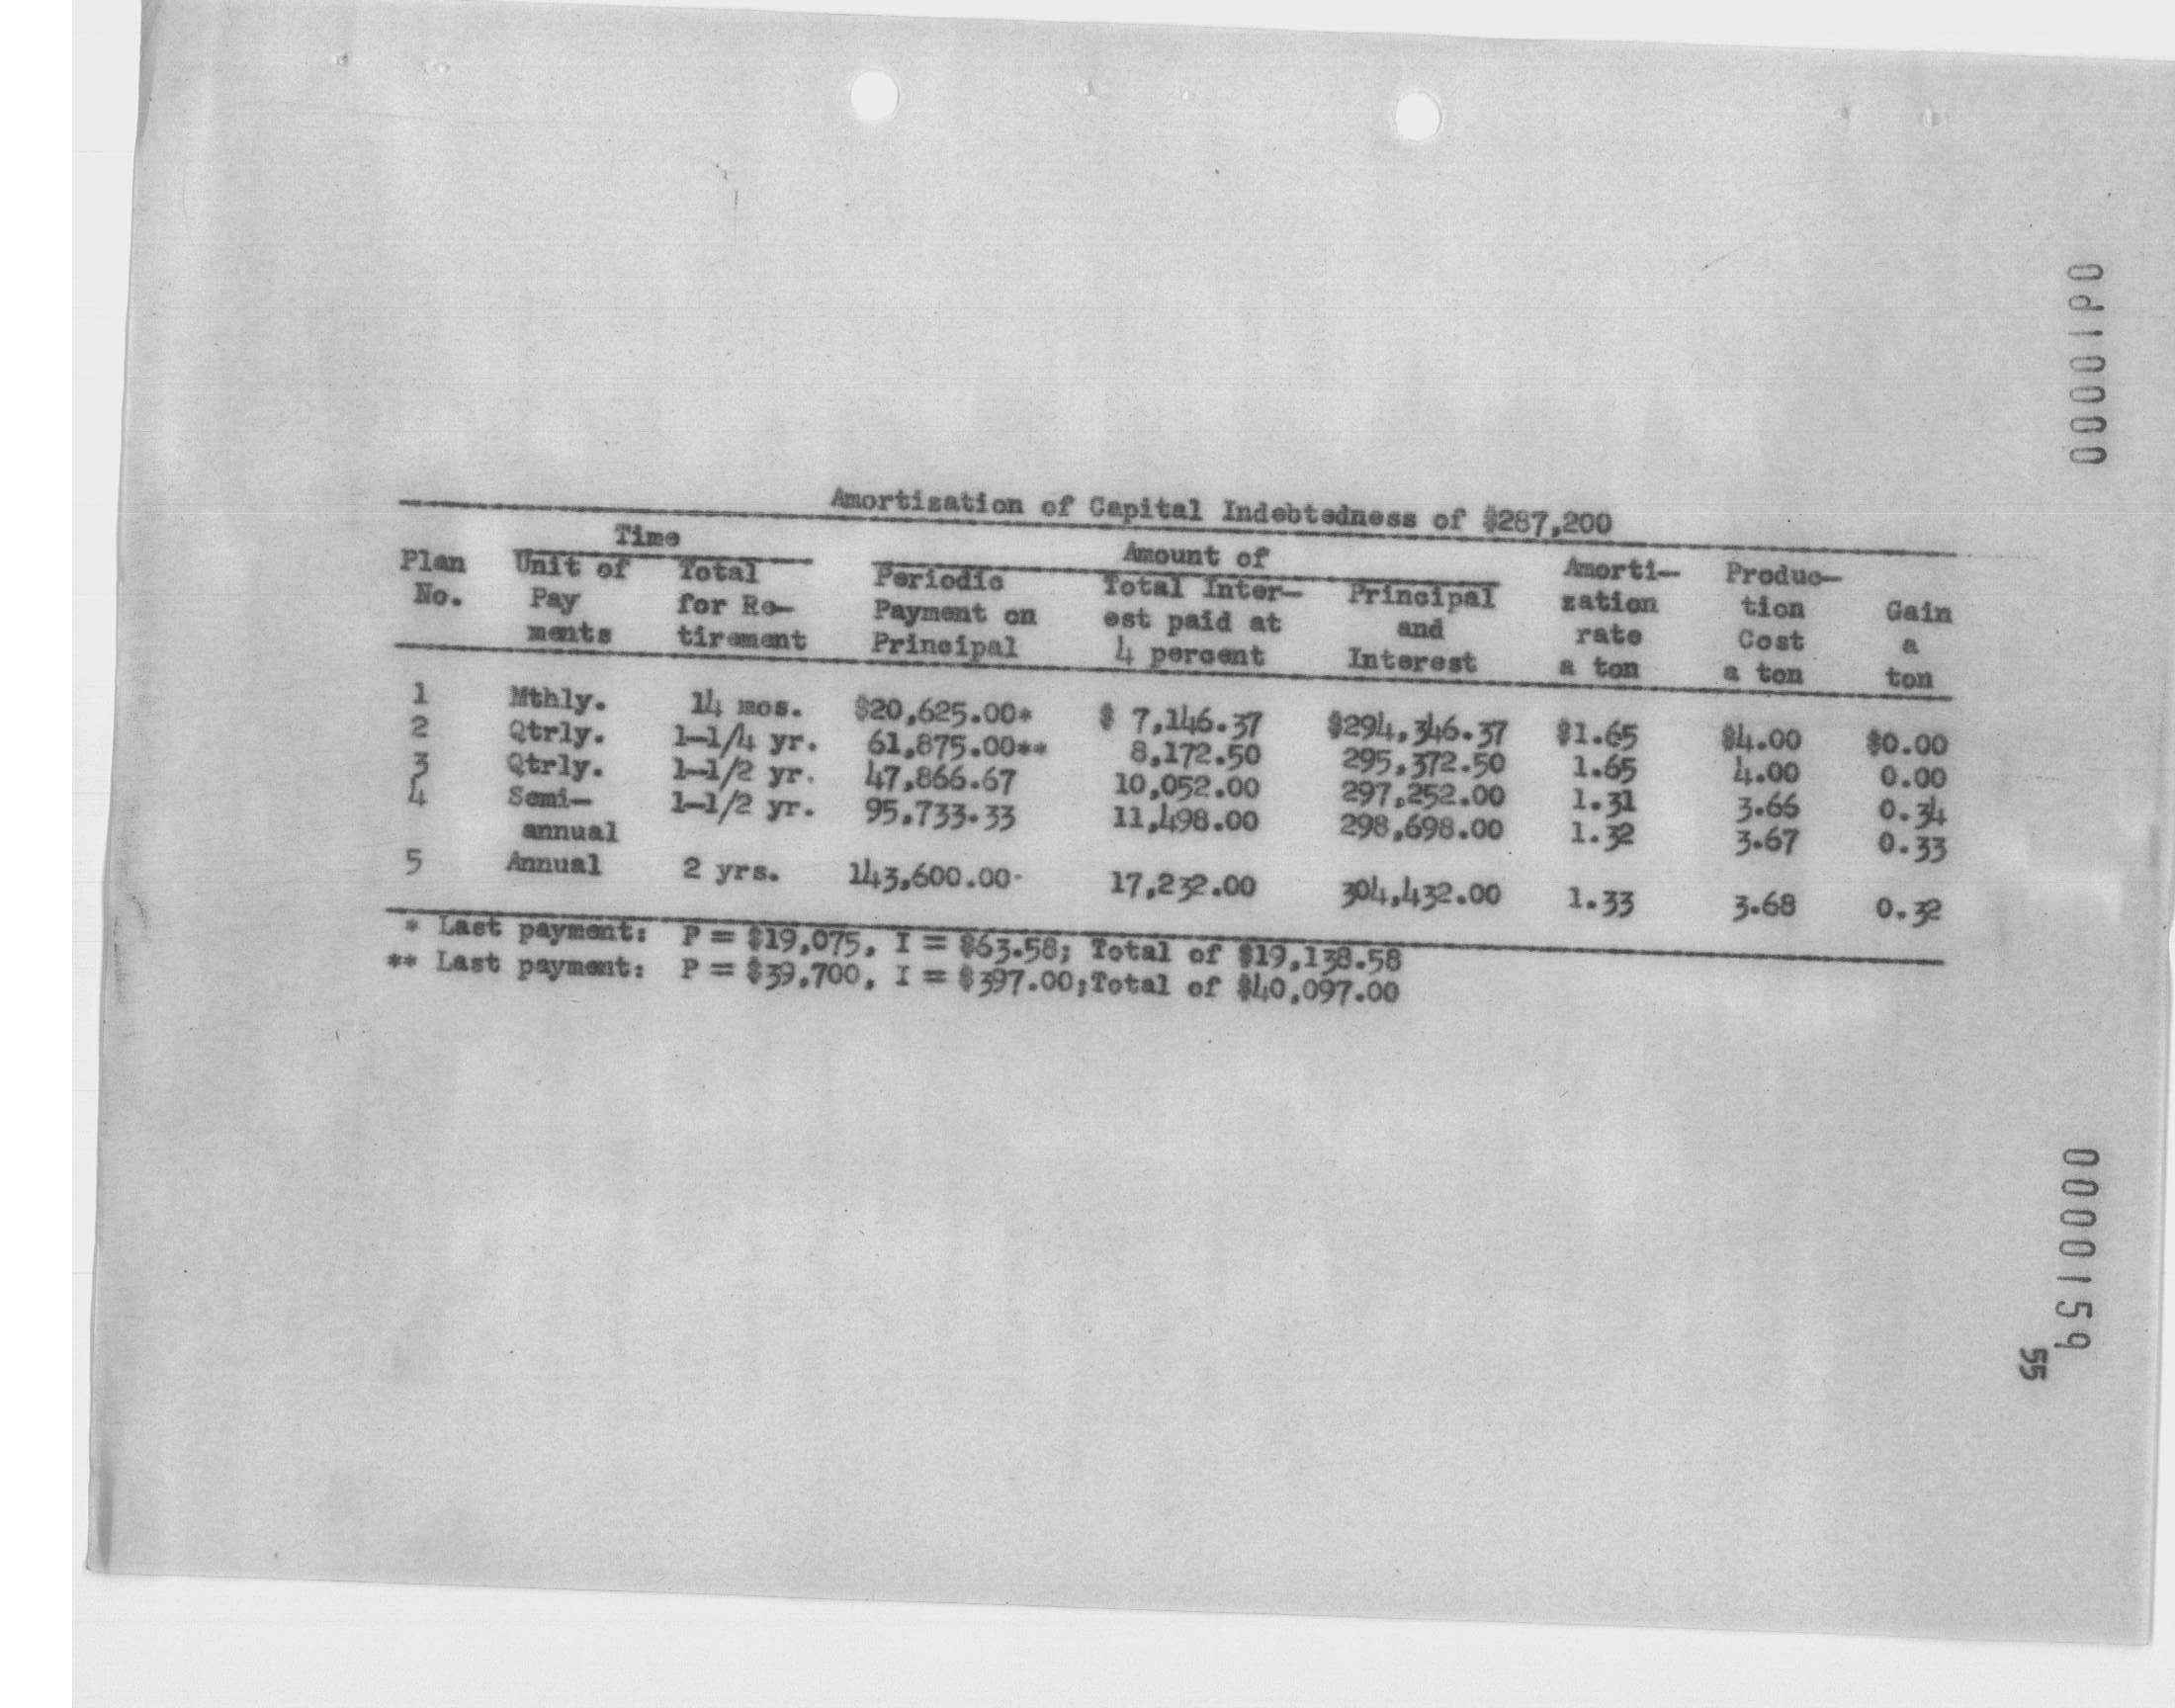 Amortization of Capital Indebtedness of $287,200
Time Amount of
Plan Unit of Total Periodic Total Inter- Principal Amorti- Produc-
No. Pay for Re- Payment on est paid at and zation tion Gain
ments tirement Principal 4 percent Interest rate Cost a
a ton a ton ton
1 Mthly. 14 mos. $20,625.00* $ 7,146.37 $294,346.37 $1.65 $4.00 $0.00
2 Qtrly. 1-1/4 yr. 61,875.00** 8,172.50 295,372.50 1.65 4.00 0.00
3 Qtrly. 1-1/2 yr. 47,866.67 10,052.00 297,252.00 1.31 3.66 0.34
4 Semi- 1-1/2 yr. 95,733.33 11,498.00 298,698.00 1.32 3.67 0.33
annual
5 Annual 2 yrs. 143,600.00 17,232.00 304,432.00 1.33 3.68 0.32
* Last payment: P = $19,075, I = $63.58; Total of $19,138.58
** Last payment: P = $39,700, I = $397.00;Total of $40,097.00
0000159
55